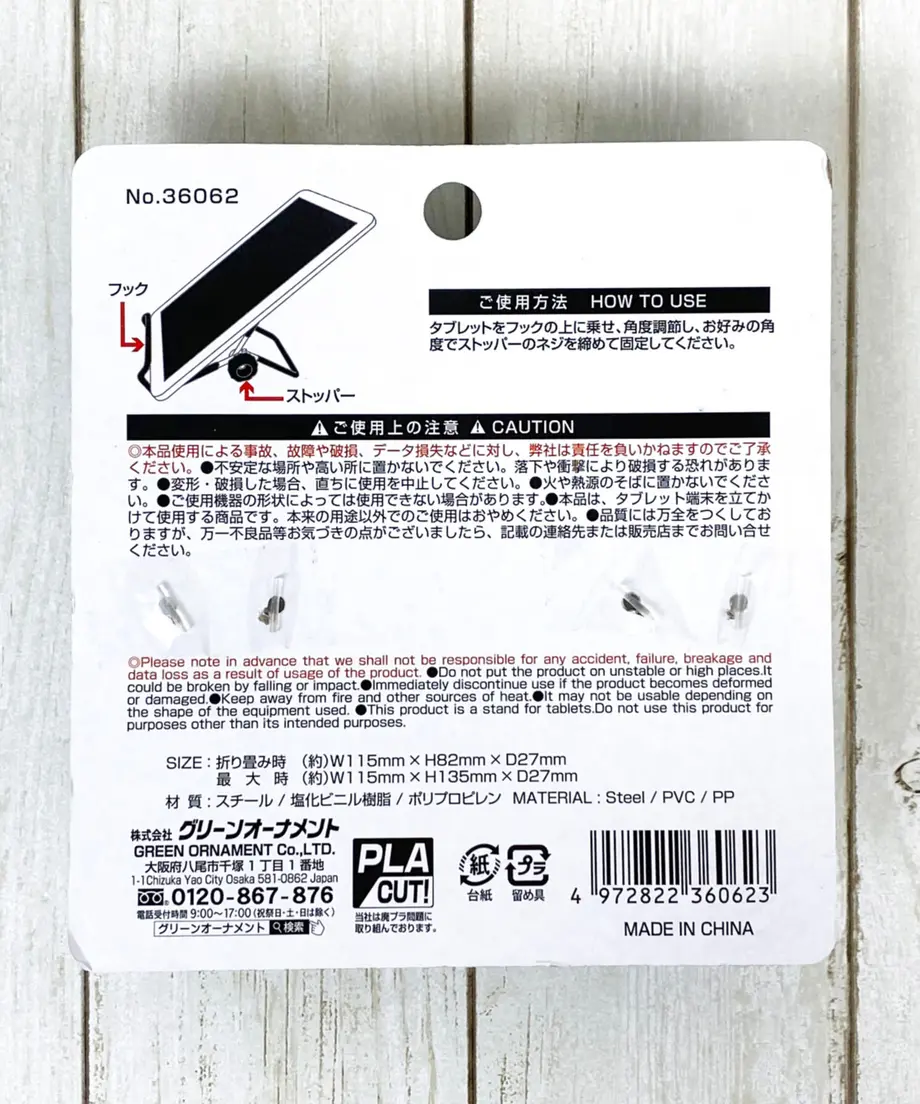 No.36062
フック
ストッパー
ご使用方法 HOW TO USE
タブレットをフックの上に乗せ、角度調節し、お好みの角
度でストッパーのネジを締めて固定してください。
⚠ご使用上の注意 ⚠CAUTION
◎本品使用による事故、故障や破損、データ損失などに対し、弊社は責任を負いかねますのでご了承
ください。●不安定な場所や高い所に置かないでください。落下や衝撃により破損する恐れがありま
す。●変形・破損した場合、直ちに使用を中止してください。●火や熱源のそばに置かないでくださ
い。●ご使用機器の形状によっては使用できない場合があります。●本品は、タブレット端末を立てか
けて使用する商品です。本来の用途以外でのご使用はおやめください。●品質には万全をつくしてお
りますが、万一不良品等お気づきの点がございましたら、記載の連絡先または販売店までお問い合せ
ください。
◎Please note in advance that we shall not be responsible for any accident, failure, breakage and
data loss as a result of usage of the product. ●Do not put the product on unstable or high places.It
could be broken by falling or impact.●Immediately discontinue use if the product becomes deformed
or damaged.●Keep away from fire and other sources of heat.●It may not be usable depending on
the shape of the equipment used. ●This product is a stand for tablets.Do not use this product for
purposes other than its intended purposes.
SIZE：折り畳み時 (約)W115mm×H82mm×D27mm
最 大 時 (約)W115mm×H135mm×D27mm
材 質：スチール / 塩化ビニル樹脂 / ポリプロピレン MATERIAL：Steel / PVC / PP
株式会社 グリーンオーナメント
GREEN ORNAMENT Co.,LTD.
大阪府八尾市千塚1丁目1番地
1-1Chizuka Yao City Osaka 581-0862 Japan
0120-867-876
電話受付時間 9:00〜17:00 (祝祭日・土・日は除く)
グリーンオーナメント 検索
PLA
CUT!
当社は廃プラ問題に
取り組んでおります。
紙
台紙
プラ
留め具
4 972822 360623
MADE IN CHINA